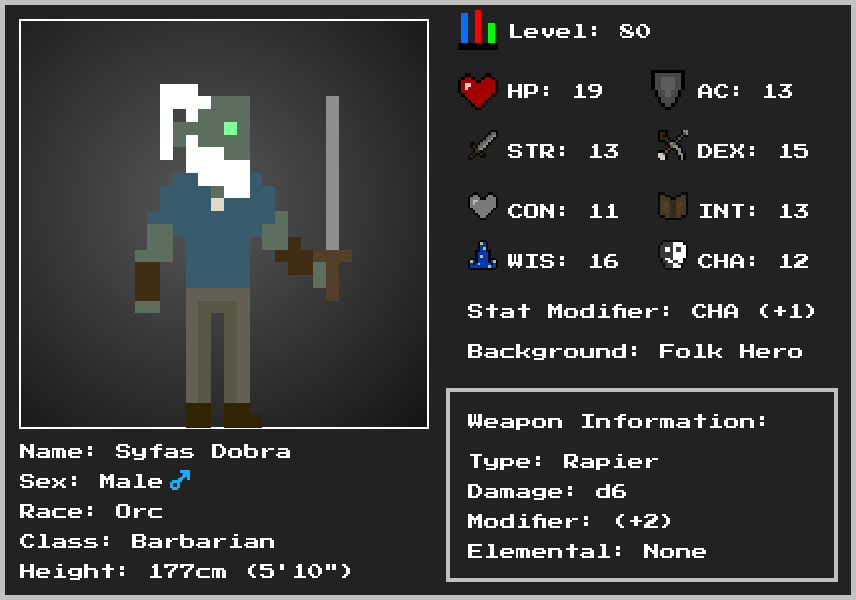 Level: 80
HP: 19 AC: 13
STR: 13 DEX: 15
CON: 11 INT: 13
WIS: 16 CHA: 12
Stat Modifier: CHA (+1)
Background: Folk Hero
Name: Syfas Dobra
Sex: Male ♂
Race: Orc
Class: Barbarian
Height: 177cm (5'10")
Weapon Information:
Type: Rapier
Damage: d6
Modifier: (+2)
Elemental: None